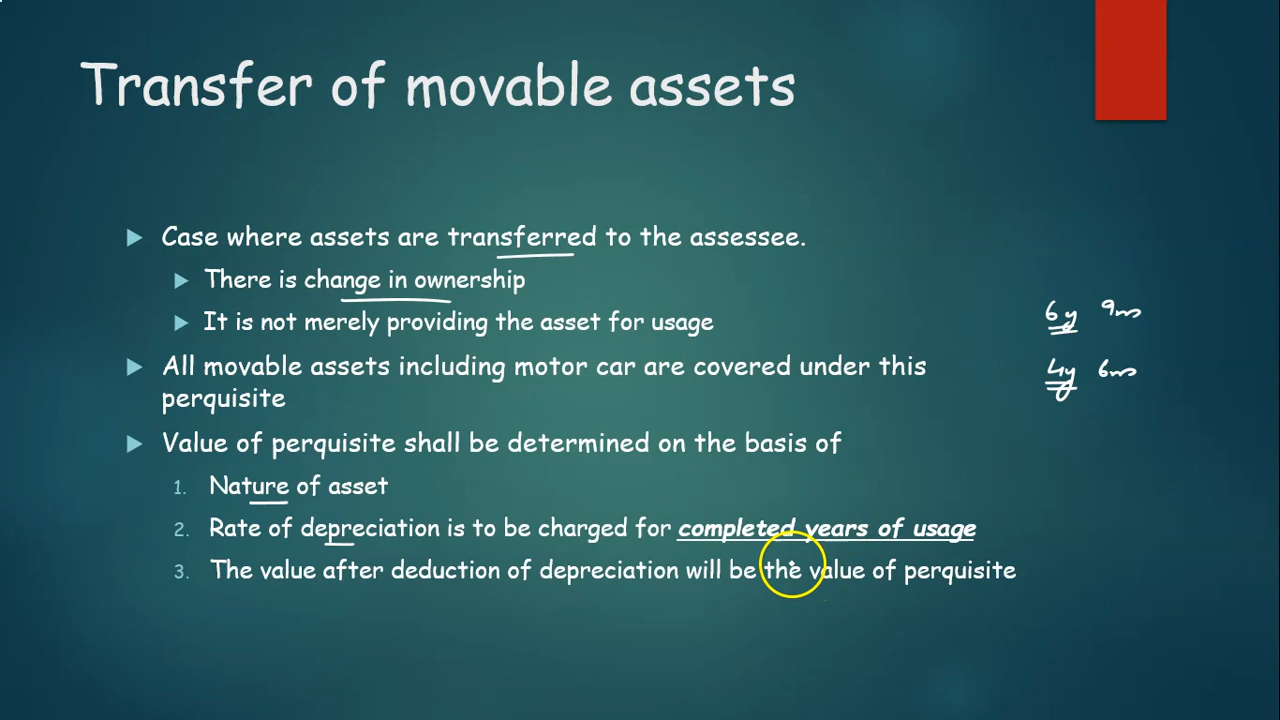 Transfer of movable assets
Case where assets are transferred to the assessee.
There is change in ownership
It is not merely providing the asset for usage
6y 9m
All movable assets including motor car are covered under this
perquisite
4y 6m
Value of perquisite shall be determined on the basis of
1. Nature of asset
2. Rate of depreciation is to be charged for completed years of usage
3. The value after deduction of depreciation will be the value of perquisite